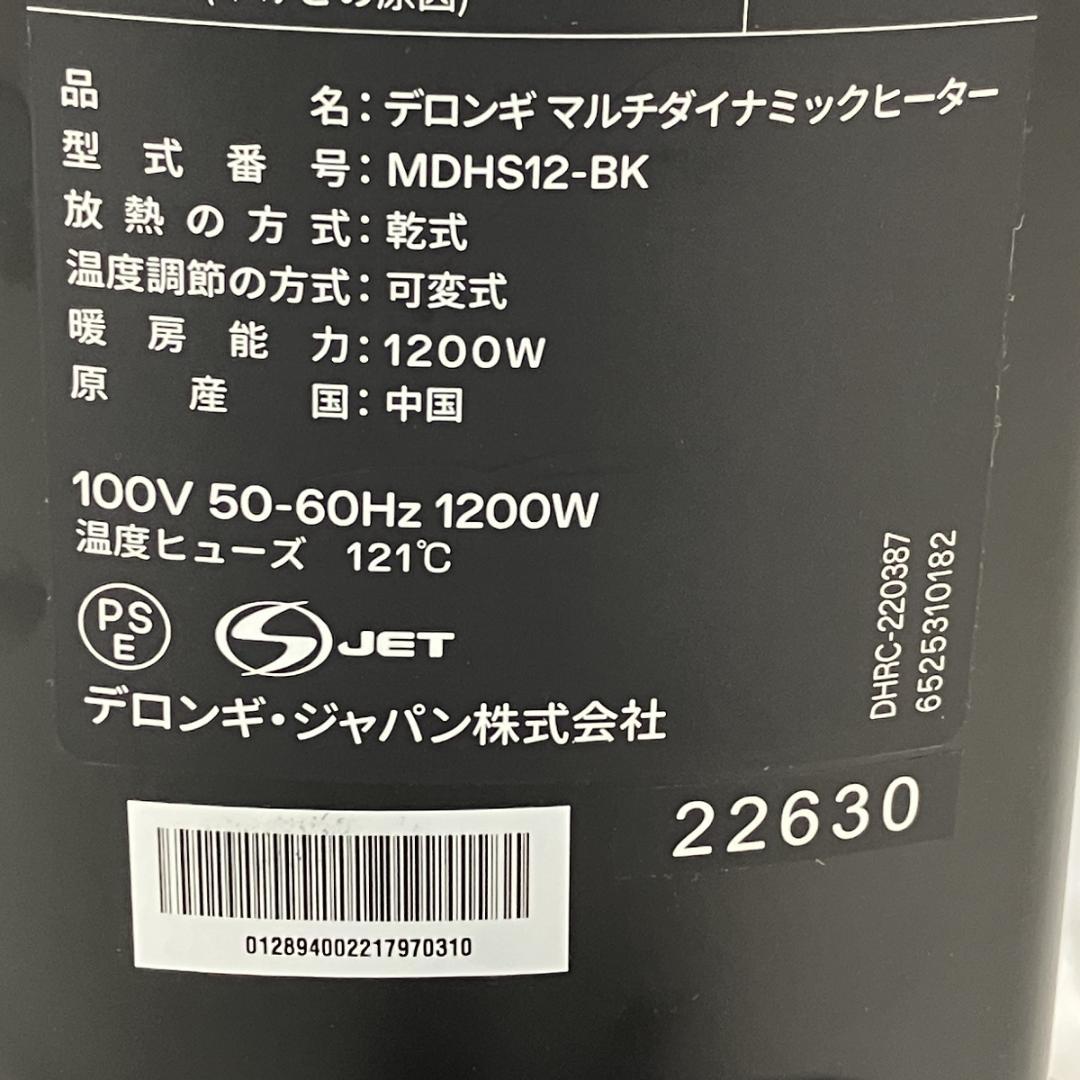 品名：デロンギ マルチダイナミックヒーター
型式番号：MDHS12-BK
放熱の方式：乾式
温度調節の方式：可変式
暖房能力：1200W
原産国：中国
100V 50-60Hz 1200W
温度ヒューズ 121℃
PSE
S JET
デロンギ・ジャパン株式会社
DHRC-220387
6525310182
22630
012894002217970310